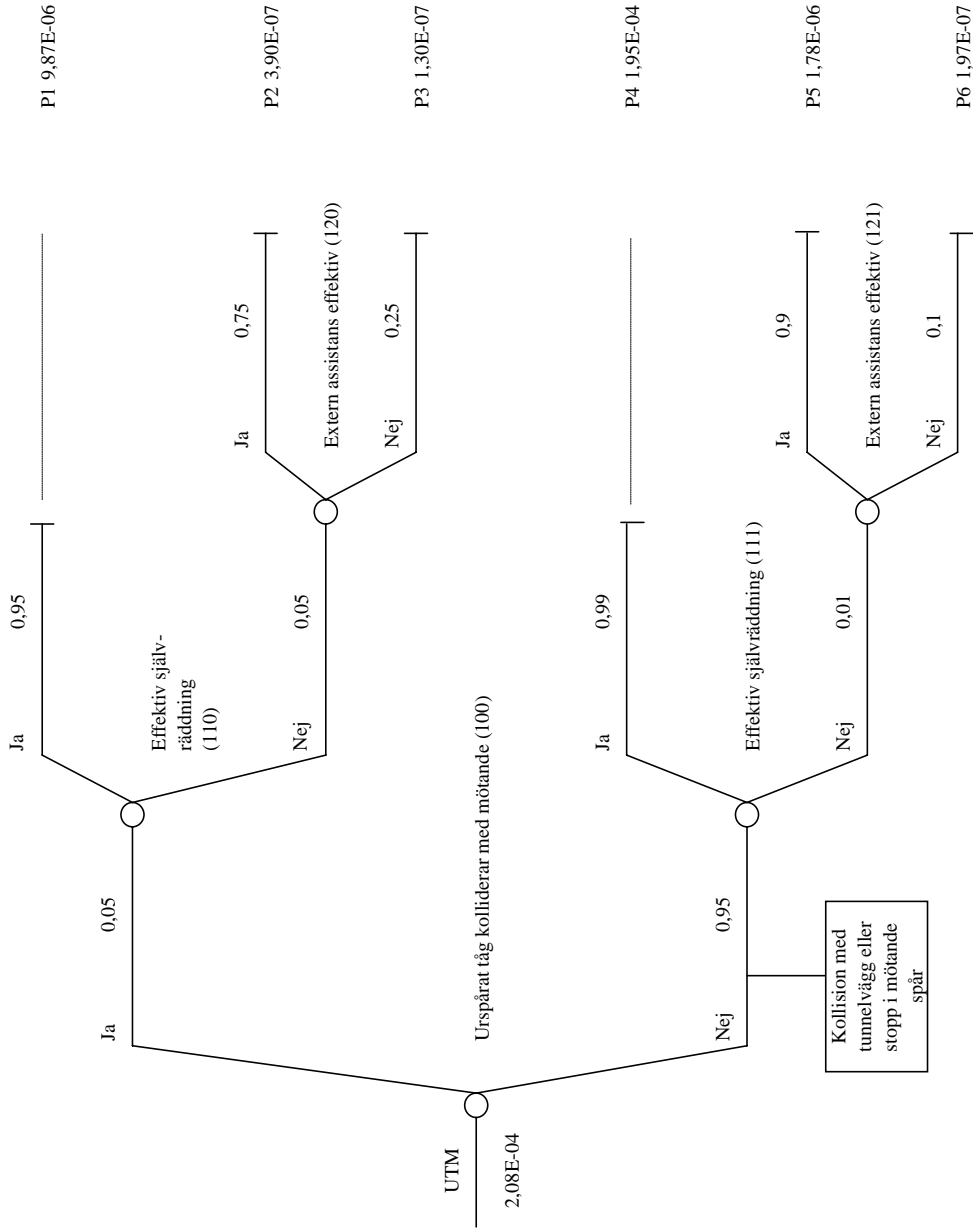 UTM
2,08E-04
Urspårat tåg kolliderar med mötande (100)
Ja
0,05
Effektiv själv-
räddning
(110)
Ja
0,95
P1 9,87E-06
Nej
0,05
Extern assistans effektiv (120)
Ja
0,75
P2 3,90E-07
Nej
0,25
P3 1,30E-07
Nej
0,95
Kollision med
tunnelvägg eller
stopp i mötande
spår
Effektiv självräddning (111)
Ja
0,99
P4 1,95E-04
Nej
0,01
Extern assistans effektiv (121)
Ja
0,9
P5 1,78E-06
Nej
0,1
P6 1,97E-07